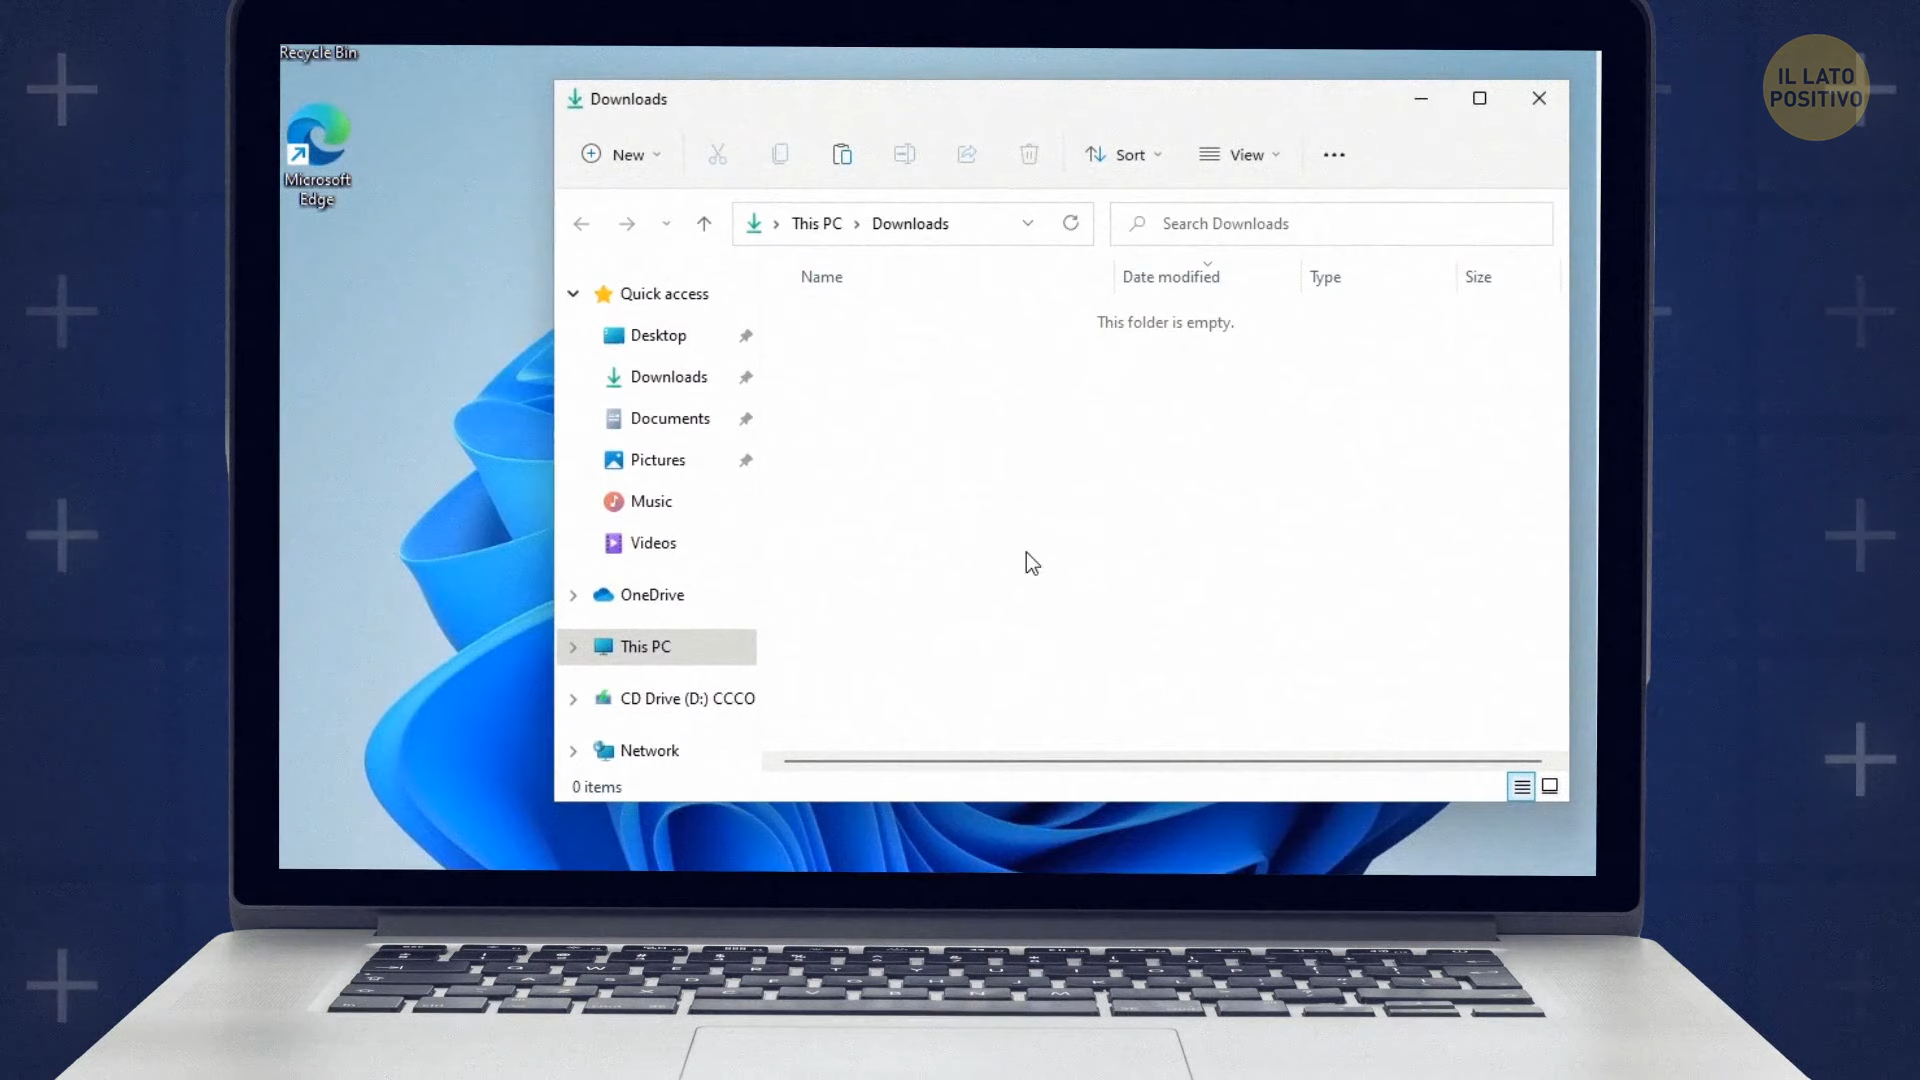 Recycle Bin
IL LATO
POSITIVO
Microsoft
Edge
Downloads
New
Sort
View
This PC
Downloads
Search Downloads
Name
Date modified
Type
Size
This folder is empty.
Quick access
Desktop
Downloads
Documents
Pictures
Music
Videos
OneDrive
This PC
CD Drive (D:) CCCO
Network
0 items